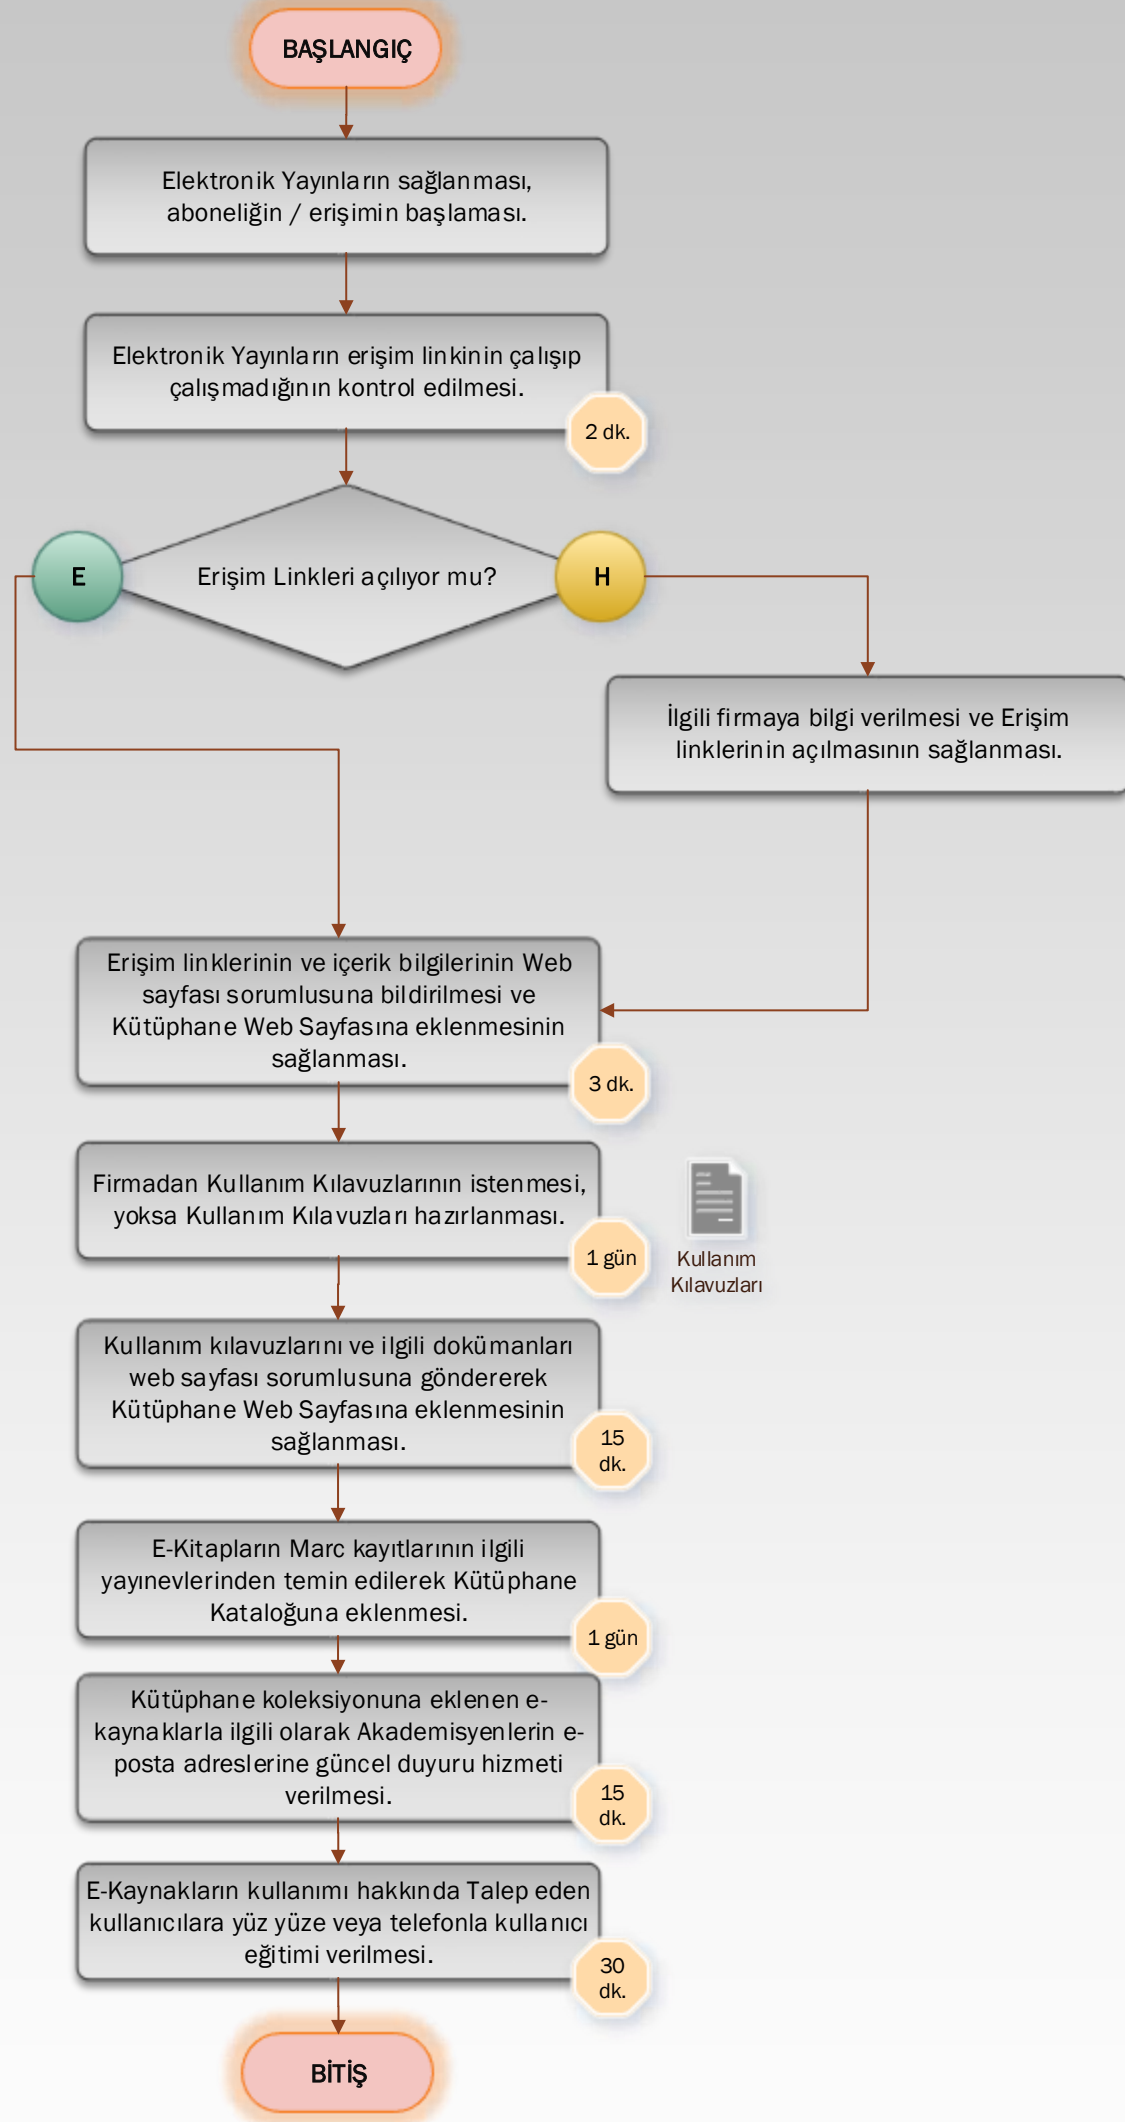 BAŞLANGIÇ
Elektronik Yayınların sağlanması,
aboneliğin / erişimin başlaması.
Elektronik Yayınların erişim linkinin çalışıp
çalışmadığının kontrol edilmesi.
2 dk.
E
Erişim Linkleri açılıyor mu?
H
İlgili firmaya bilgi verilmesi ve Erişim
linklerinin açılmasının sağlanması.
Erişim linklerinin ve içerik bilgilerinin Web
sayfası sorumlusuna bildirilmesi ve
Kütüphane Web Sayfasına eklenmesinin
sağlanması.
3 dk.
Firmadan Kullanım Kılavuzlarının istenmesi,
yoksa Kullanım Kılavuzları hazırlanması.
1 gün
Kullanım
Kılavuzları
Kullanım kılavuzlarını ve ilgili dokümanları
web sayfası sorumlusuna göndererek
Kütüphane Web Sayfasına eklenmesinin
sağlanması.
15
dk.
E-Kitapların Marc kayıtlarının ilgili
yayınevlerinden temin edilerek Kütüphane
Kataloğuna eklenmesi.
1 gün
Kütüphane koleksiyonuna eklenen e-
kaynaklarla ilgili olarak Akademisyenlerin e-
posta adreslerine güncel duyuru hizmeti
verilmesi.
15
dk.
E-Kaynakların kullanımı hakkında Talep eden
kullanıcılara yüz yüze veya telefonla kullanıcı
eğitimi verilmesi.
30
dk.
BİTİŞ